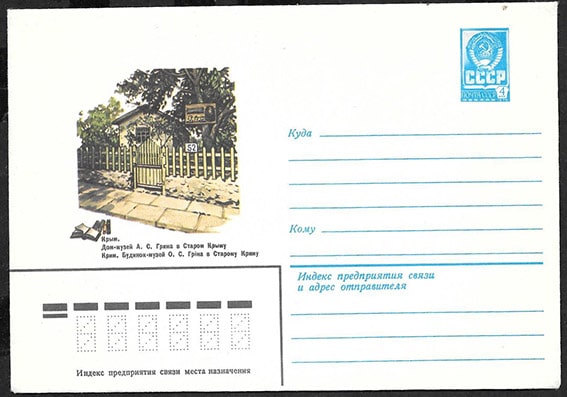 СССР
ПОЧТА СССР 4
52
Куда
Кому
Крым.
Дом-музей А. С. Грина в Старом Крыму
Крим. Будинок-музей О. С. Гріна в Старому Криму
Индекс предприятия связи
и адрес отправителя
Индекс предприятия связи места назначения